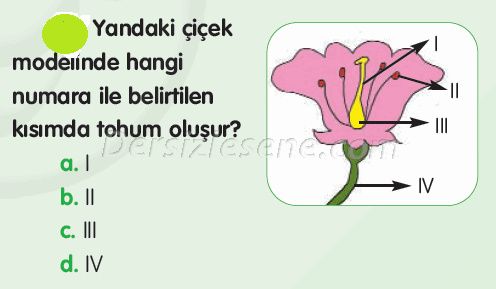 Yandaki çiçek
modelinde hangi
numara ile belirtilen
kısımda tohum oluşur?
a. I
b. II
c. III
d. IV
I
II
III
IV
Dersizlesene.com